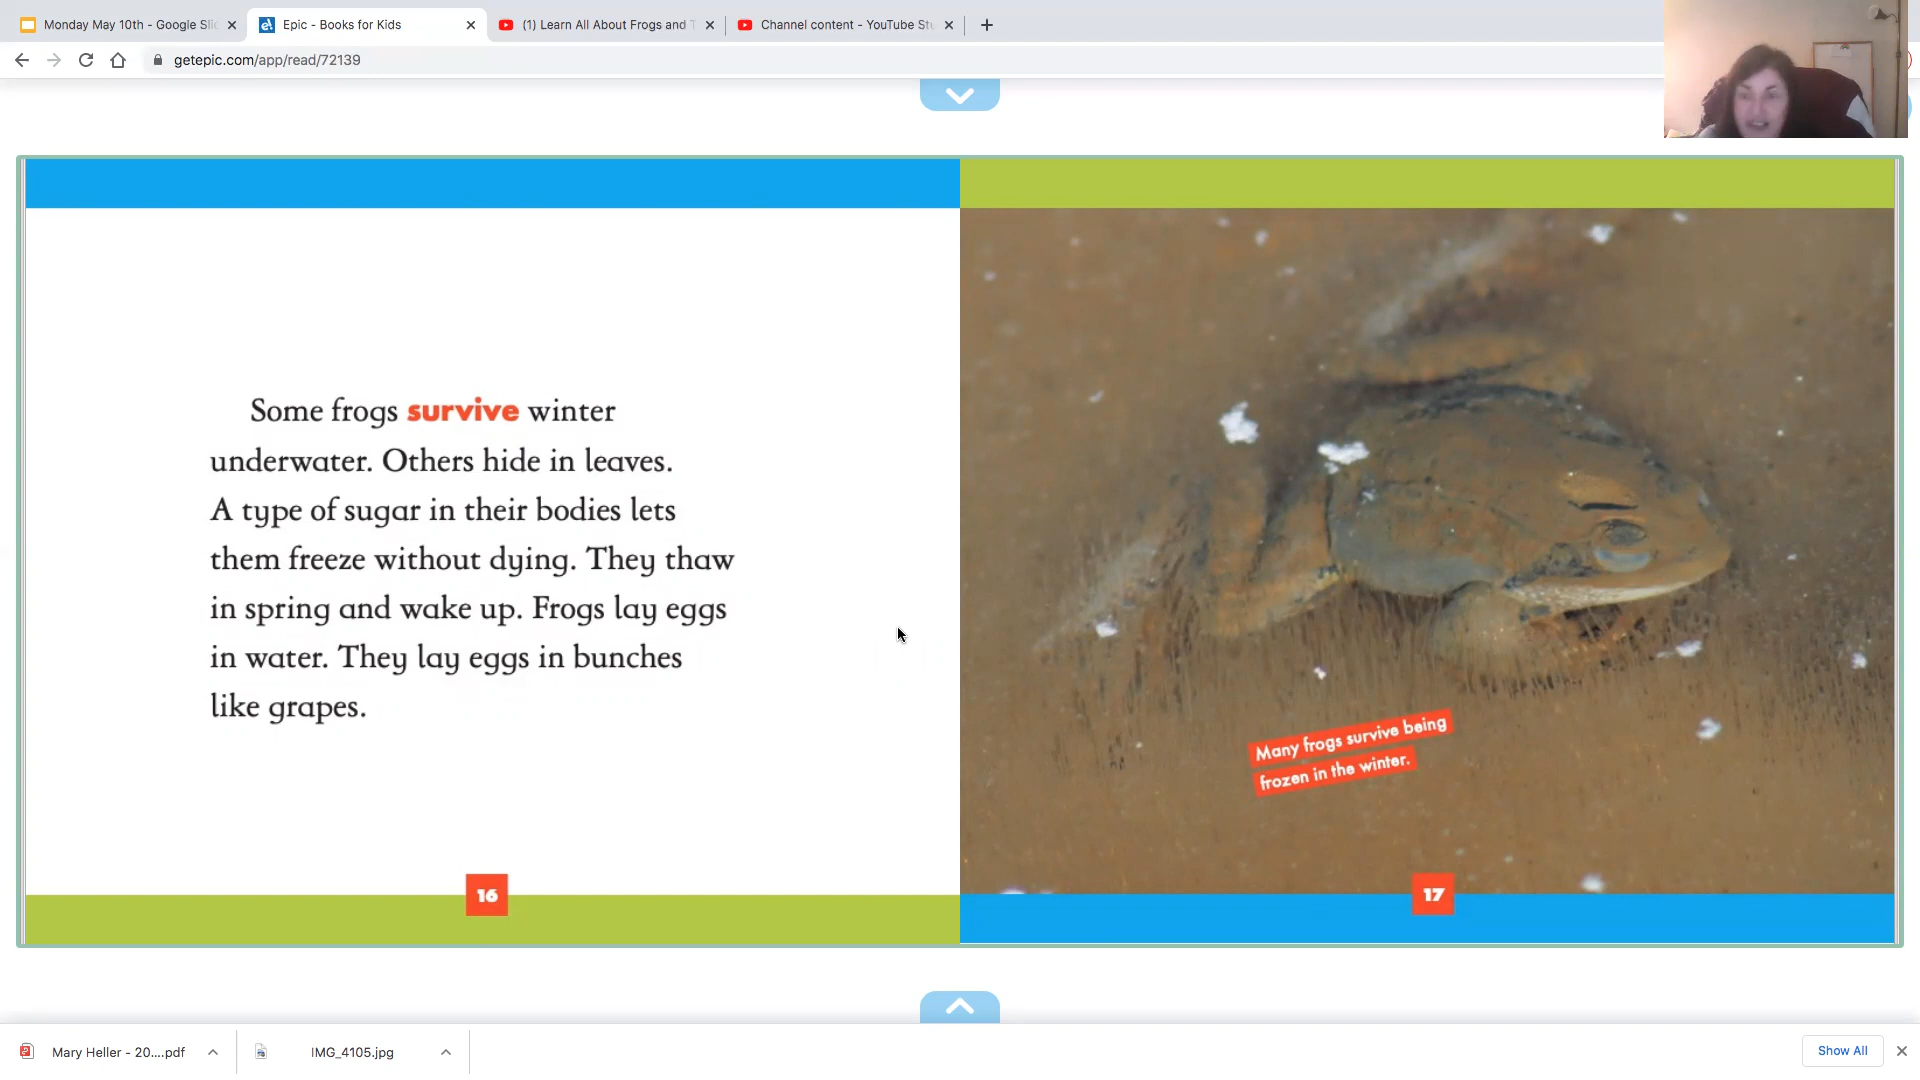 Monday May 10th - Google Slid
Epic - Books for Kids
(1) Learn All About Frogs and T
Channel content - YouTube Stu
getepic.com/app/read/72139
Some frogs survive winter
underwater. Others hide in leaves.
A type of sugar in their bodies lets
them freeze without dying. They thaw
in spring and wake up. Frogs lay eggs
in water. They lay eggs in bunches
like grapes.
Many frogs survive being
frozen in the winter.
16
17
Mary Heller - 20....pdf
IMG_4105.jpg
Show All